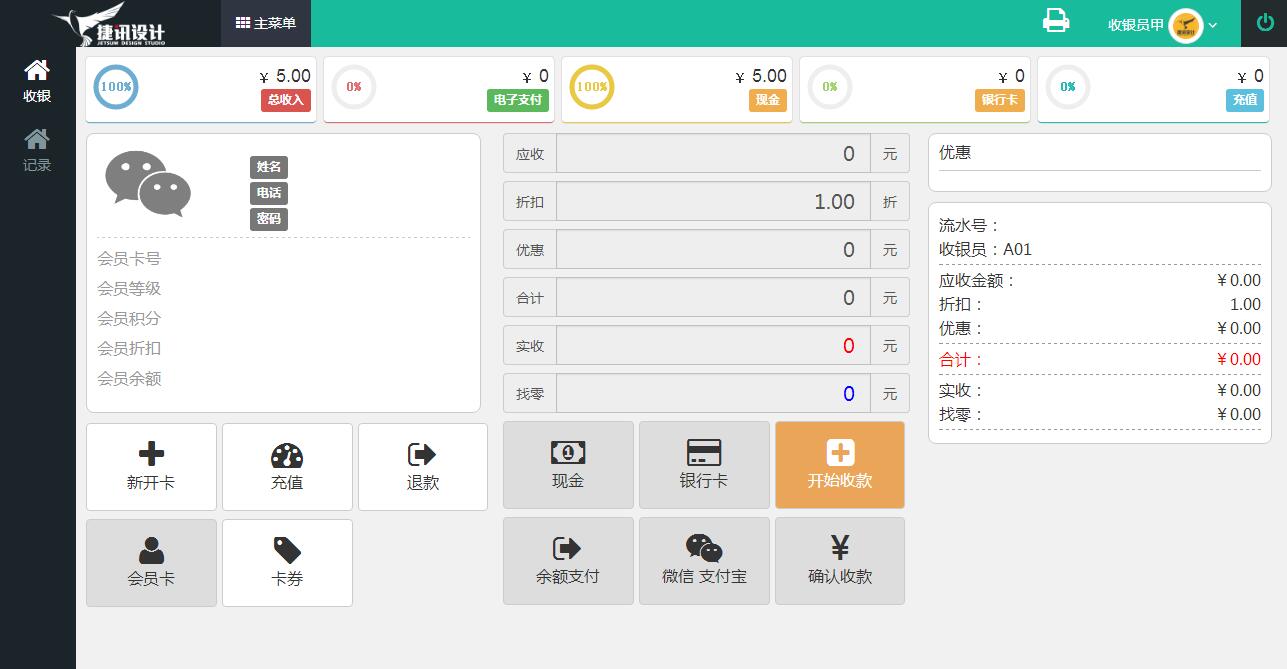 捷讯设计
JETSUM DESIGN STUDIO
主菜单
收银员甲
收银
记录
100%
¥ 5.00
总收入
0%
¥ 0
电子支付
100%
¥ 5.00
现金
0%
¥ 0
银行卡
0%
¥ 0
充值
姓名
电话
密码
会员卡号
会员等级
会员积分
会员折扣
会员余额
新开卡
充值
退款
会员卡
卡券
应收 0 元
折扣 1.00 折
优惠 0 元
合计 0 元
实收 0 元
找零 0 元
现金
银行卡
开始收款
余额支付
微信 支付宝
¥
确认收款
优惠
流水号：
收银员：A01
应收金额： ¥0.00
折扣： 1.00
优惠： ¥0.00
合计： ¥0.00
实收： ¥0.00
找零： ¥0.00